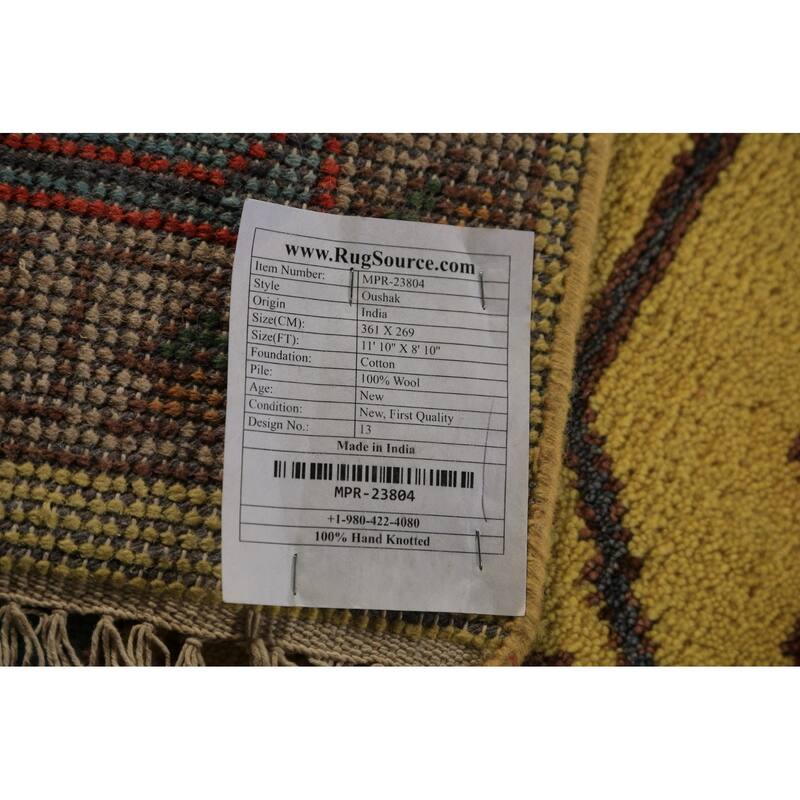 www.RugSource.com
Item Number: MPR-23804
Style Oushak
Origin India
Size(CM): 361 X 269
Size(FT): 11' 10" X 8' 10"
Foundation: Cotton
Pile: 100% Wool
Age: New
Condition: New, First Quality
Design No.: 13
Made in India
MPR-23804
+1-980-422-4080
100% Hand Knotted